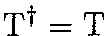 T† = T